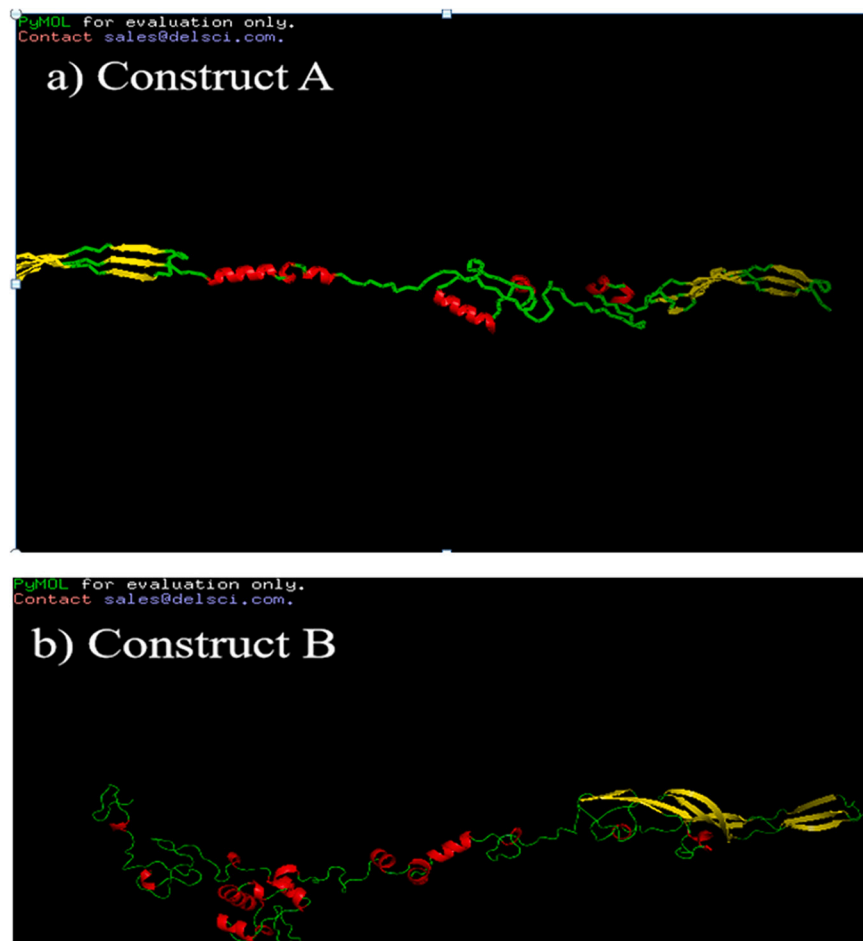 PyMOL for evaluation only.
Contact sales@delsci.com.
a) Construct A
PyMOL for evaluation only.
Contact sales@delsci.com.
b) Construct B